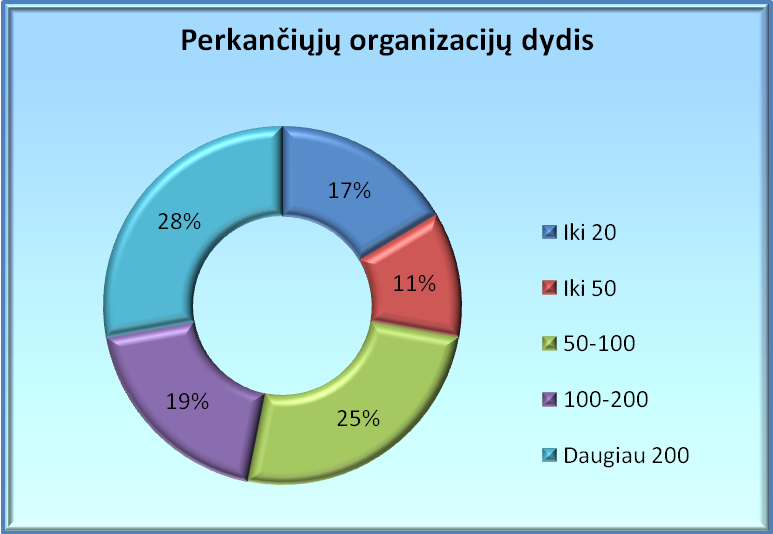 Perkančiųjų organizacijų dydis
17%
11%
25%
19%
28%
Iki 20
Iki 50
50-100
100-200
Daugiau 200